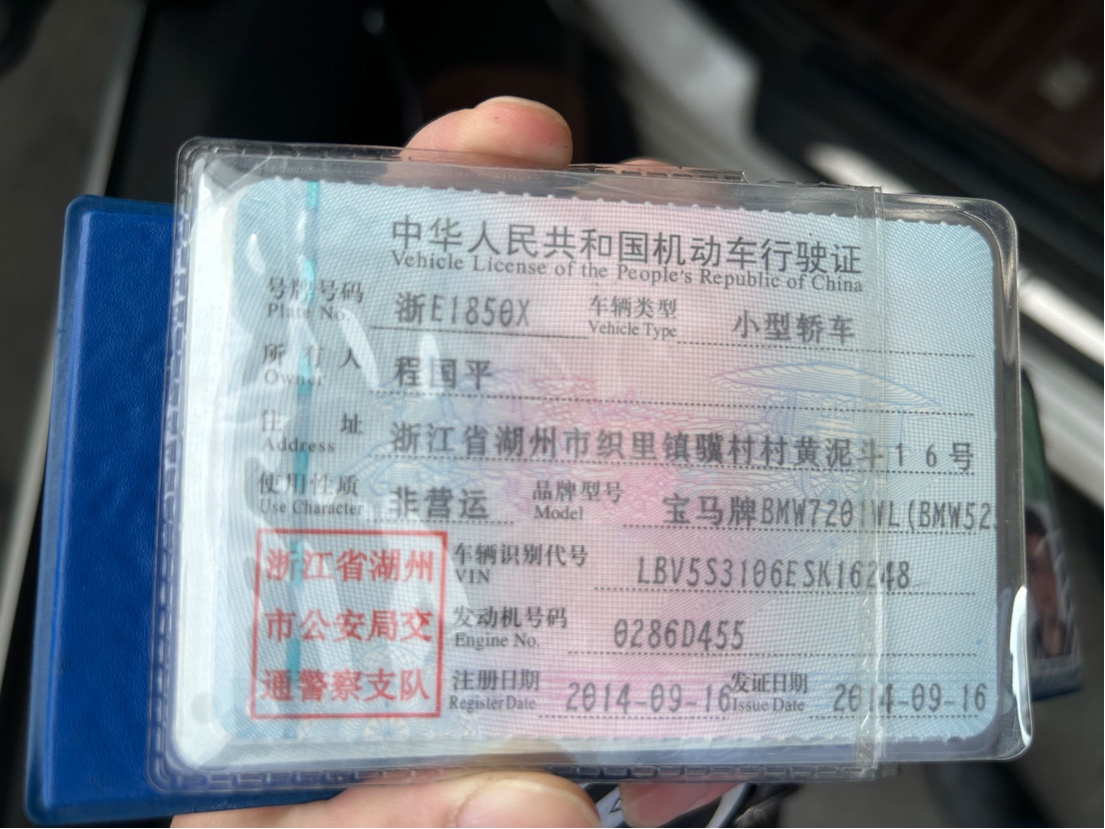 中华人民共和国机动车行驶证
Vehicle License of the People's Republic of China
号牌号码 浙E1850X 车辆类型 小型轿车
Plate No. Vehicle Type
所有人 程国平
Owner
住址 浙江省湖州市织里镇骥村村黄泥斗16号
Address
使用性质 非营运 品牌型号 宝马牌BMW7201VL(BMW52
Use Character Model
浙江省湖州
市公安局交
通警察支队
车辆识别代号 LBV5S3106ESK16248
VIN
发动机号码 0286D455
Engine No.
注册日期 2014-09-16 发证日期 2014-09-16
Register Date Issue Date